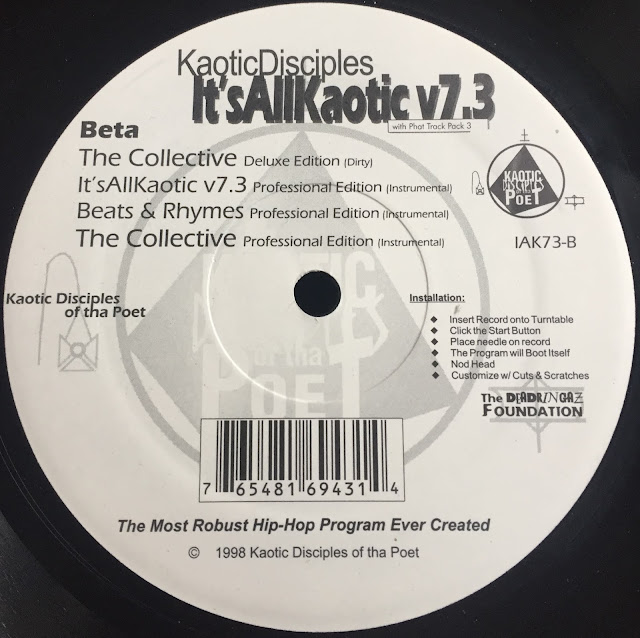 KaoticDisciples
It'sAllKaotic v7.3
with Phat Track Pack 3
Beta
The Collective Deluxe Edition (Dirty)
It'sAllKaotic v7.3 Professional Edition (Instrumental)
Beats & Rhymes Professional Edition (Instrumental)
The Collective Professional Edition (Instrumental)
KAOTIC
DISCIPLES
POET
IAK73-B
Kaotic Disciples
of tha Poet
KAOTIC
DISCIPLES
of tha
POET
Installation:
Insert Record onto Turntable
Click the Start Button
Place needle on record
The Program will Boot Itself
Nod Head
Customize w/ Cuts & Scratches
The DEADRINGAZ
FOUNDATION
7 65481 69431 4
The Most Robust Hip-Hop Program Ever Created
© 1998 Kaotic Disciples of tha Poet